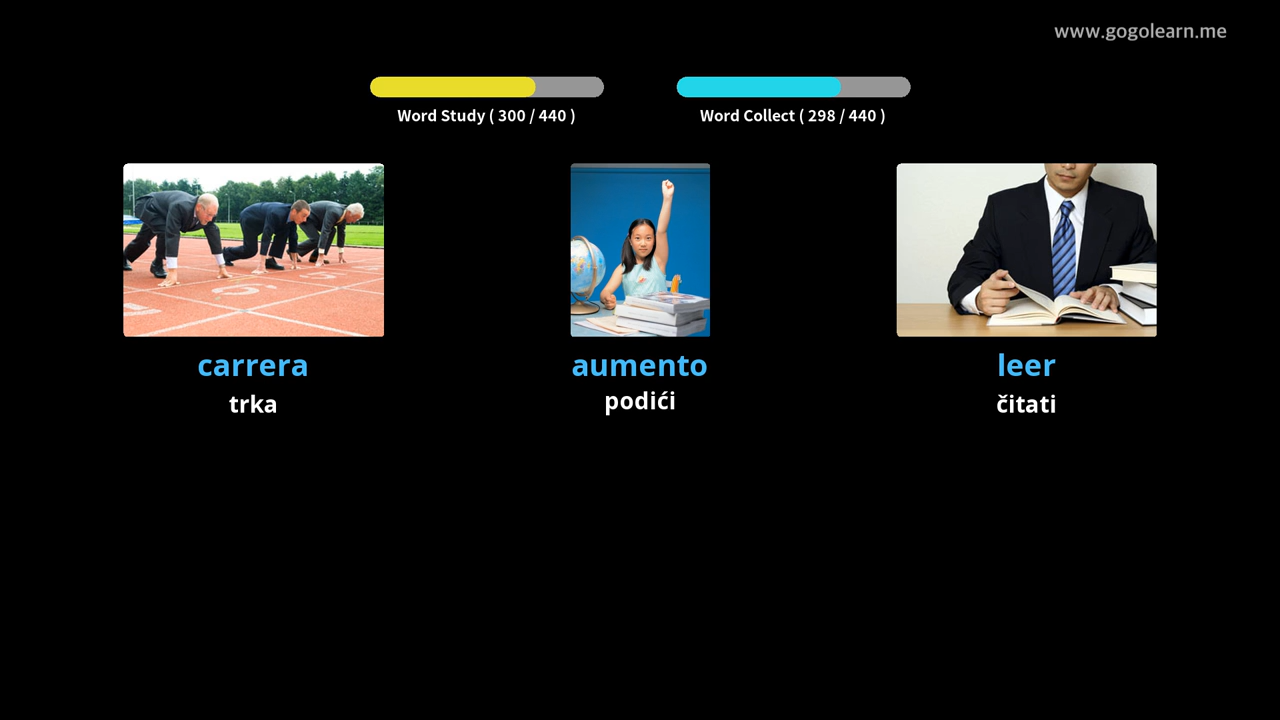 www.gogolearn.me
Word Study ( 300 / 440 )
Word Collect ( 298 / 440 )
carrera
trka
aumento
podići
leer
čitati